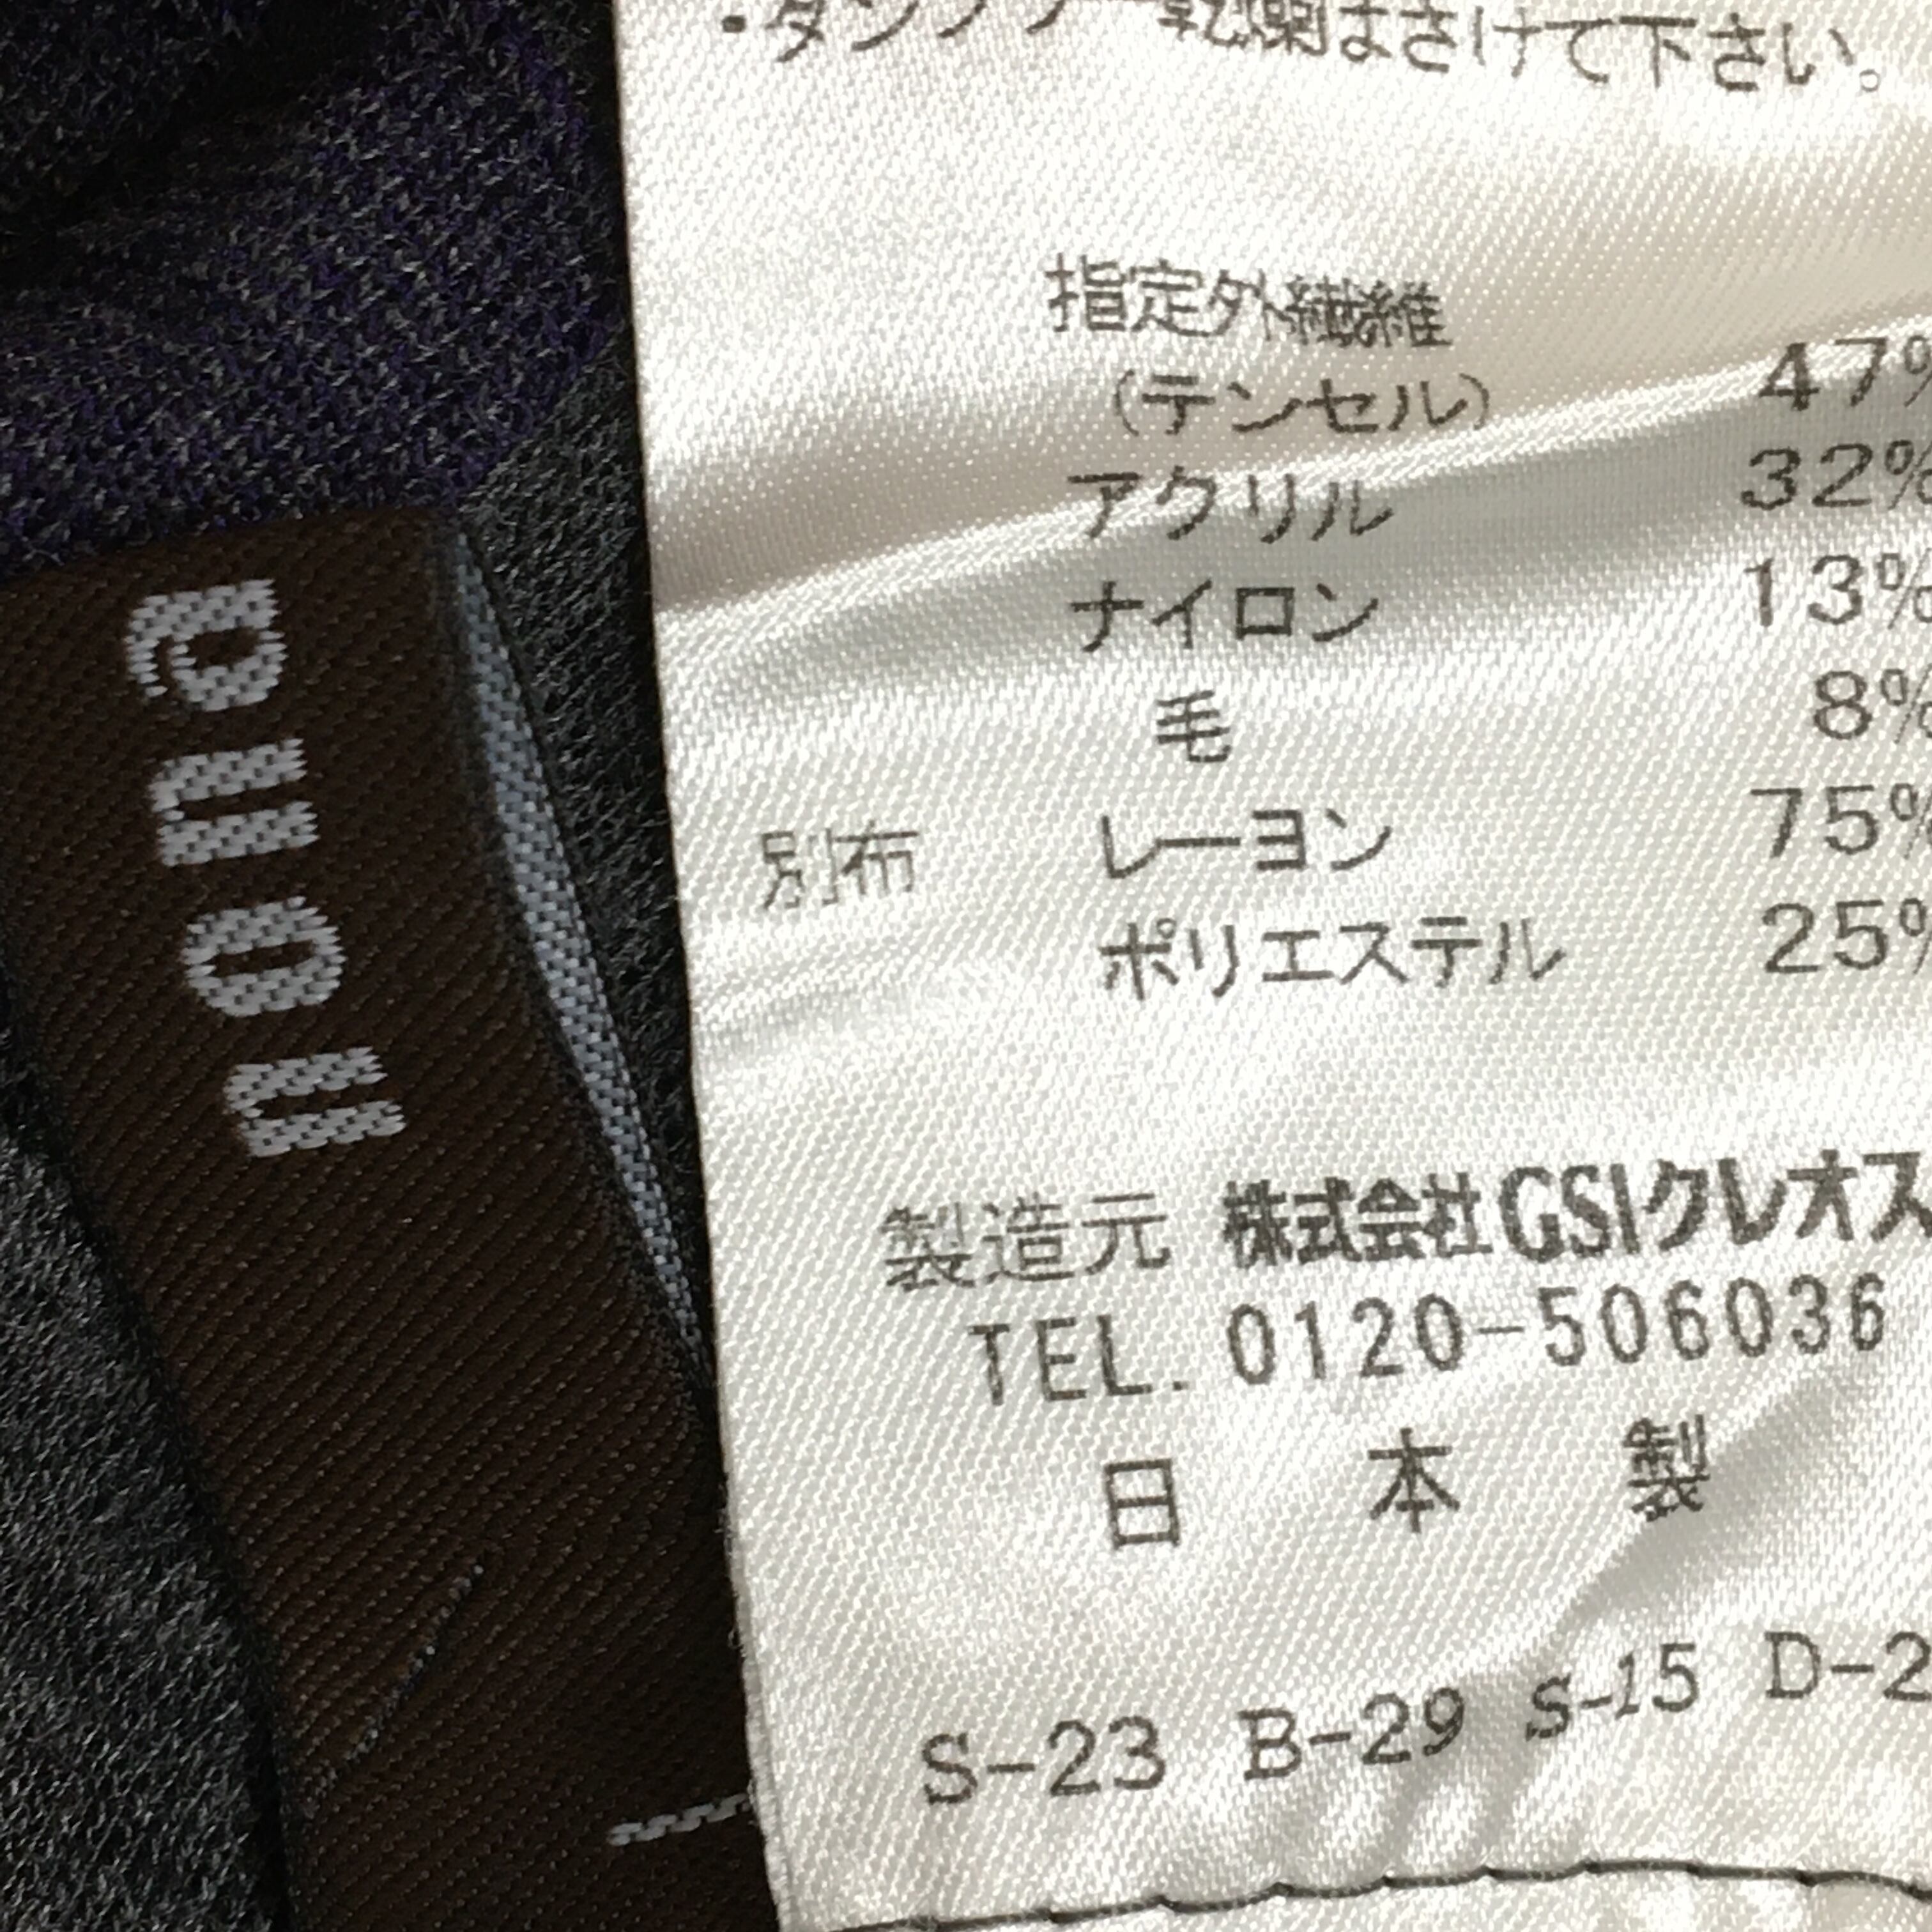 ・タンブラー乾燥はさけて下さい。
指定外繊維
(テンセル) 47%
アクリル 32%
ナイロン 13%
毛 8%
別布 レーヨン 75%
ポリエステル 25%
製造元 株式会社GSIクレオス
TEL. 0120-506036
日本製
S-23 B-29 S-15 D-2